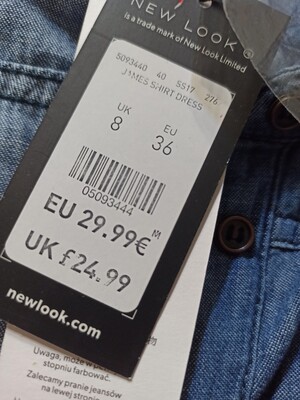 NEW LOOK®
is a trade mark of New Look Limited
5093440 40 SS17 276
JAMES SHIRT DRESS
UK EU
8 36
05093444
EU 29.99€
UK £24.99
newlook.com
Uwaga, może w
stopniu farbować.
Zalecamy pranie jeansów
na lewej stronie